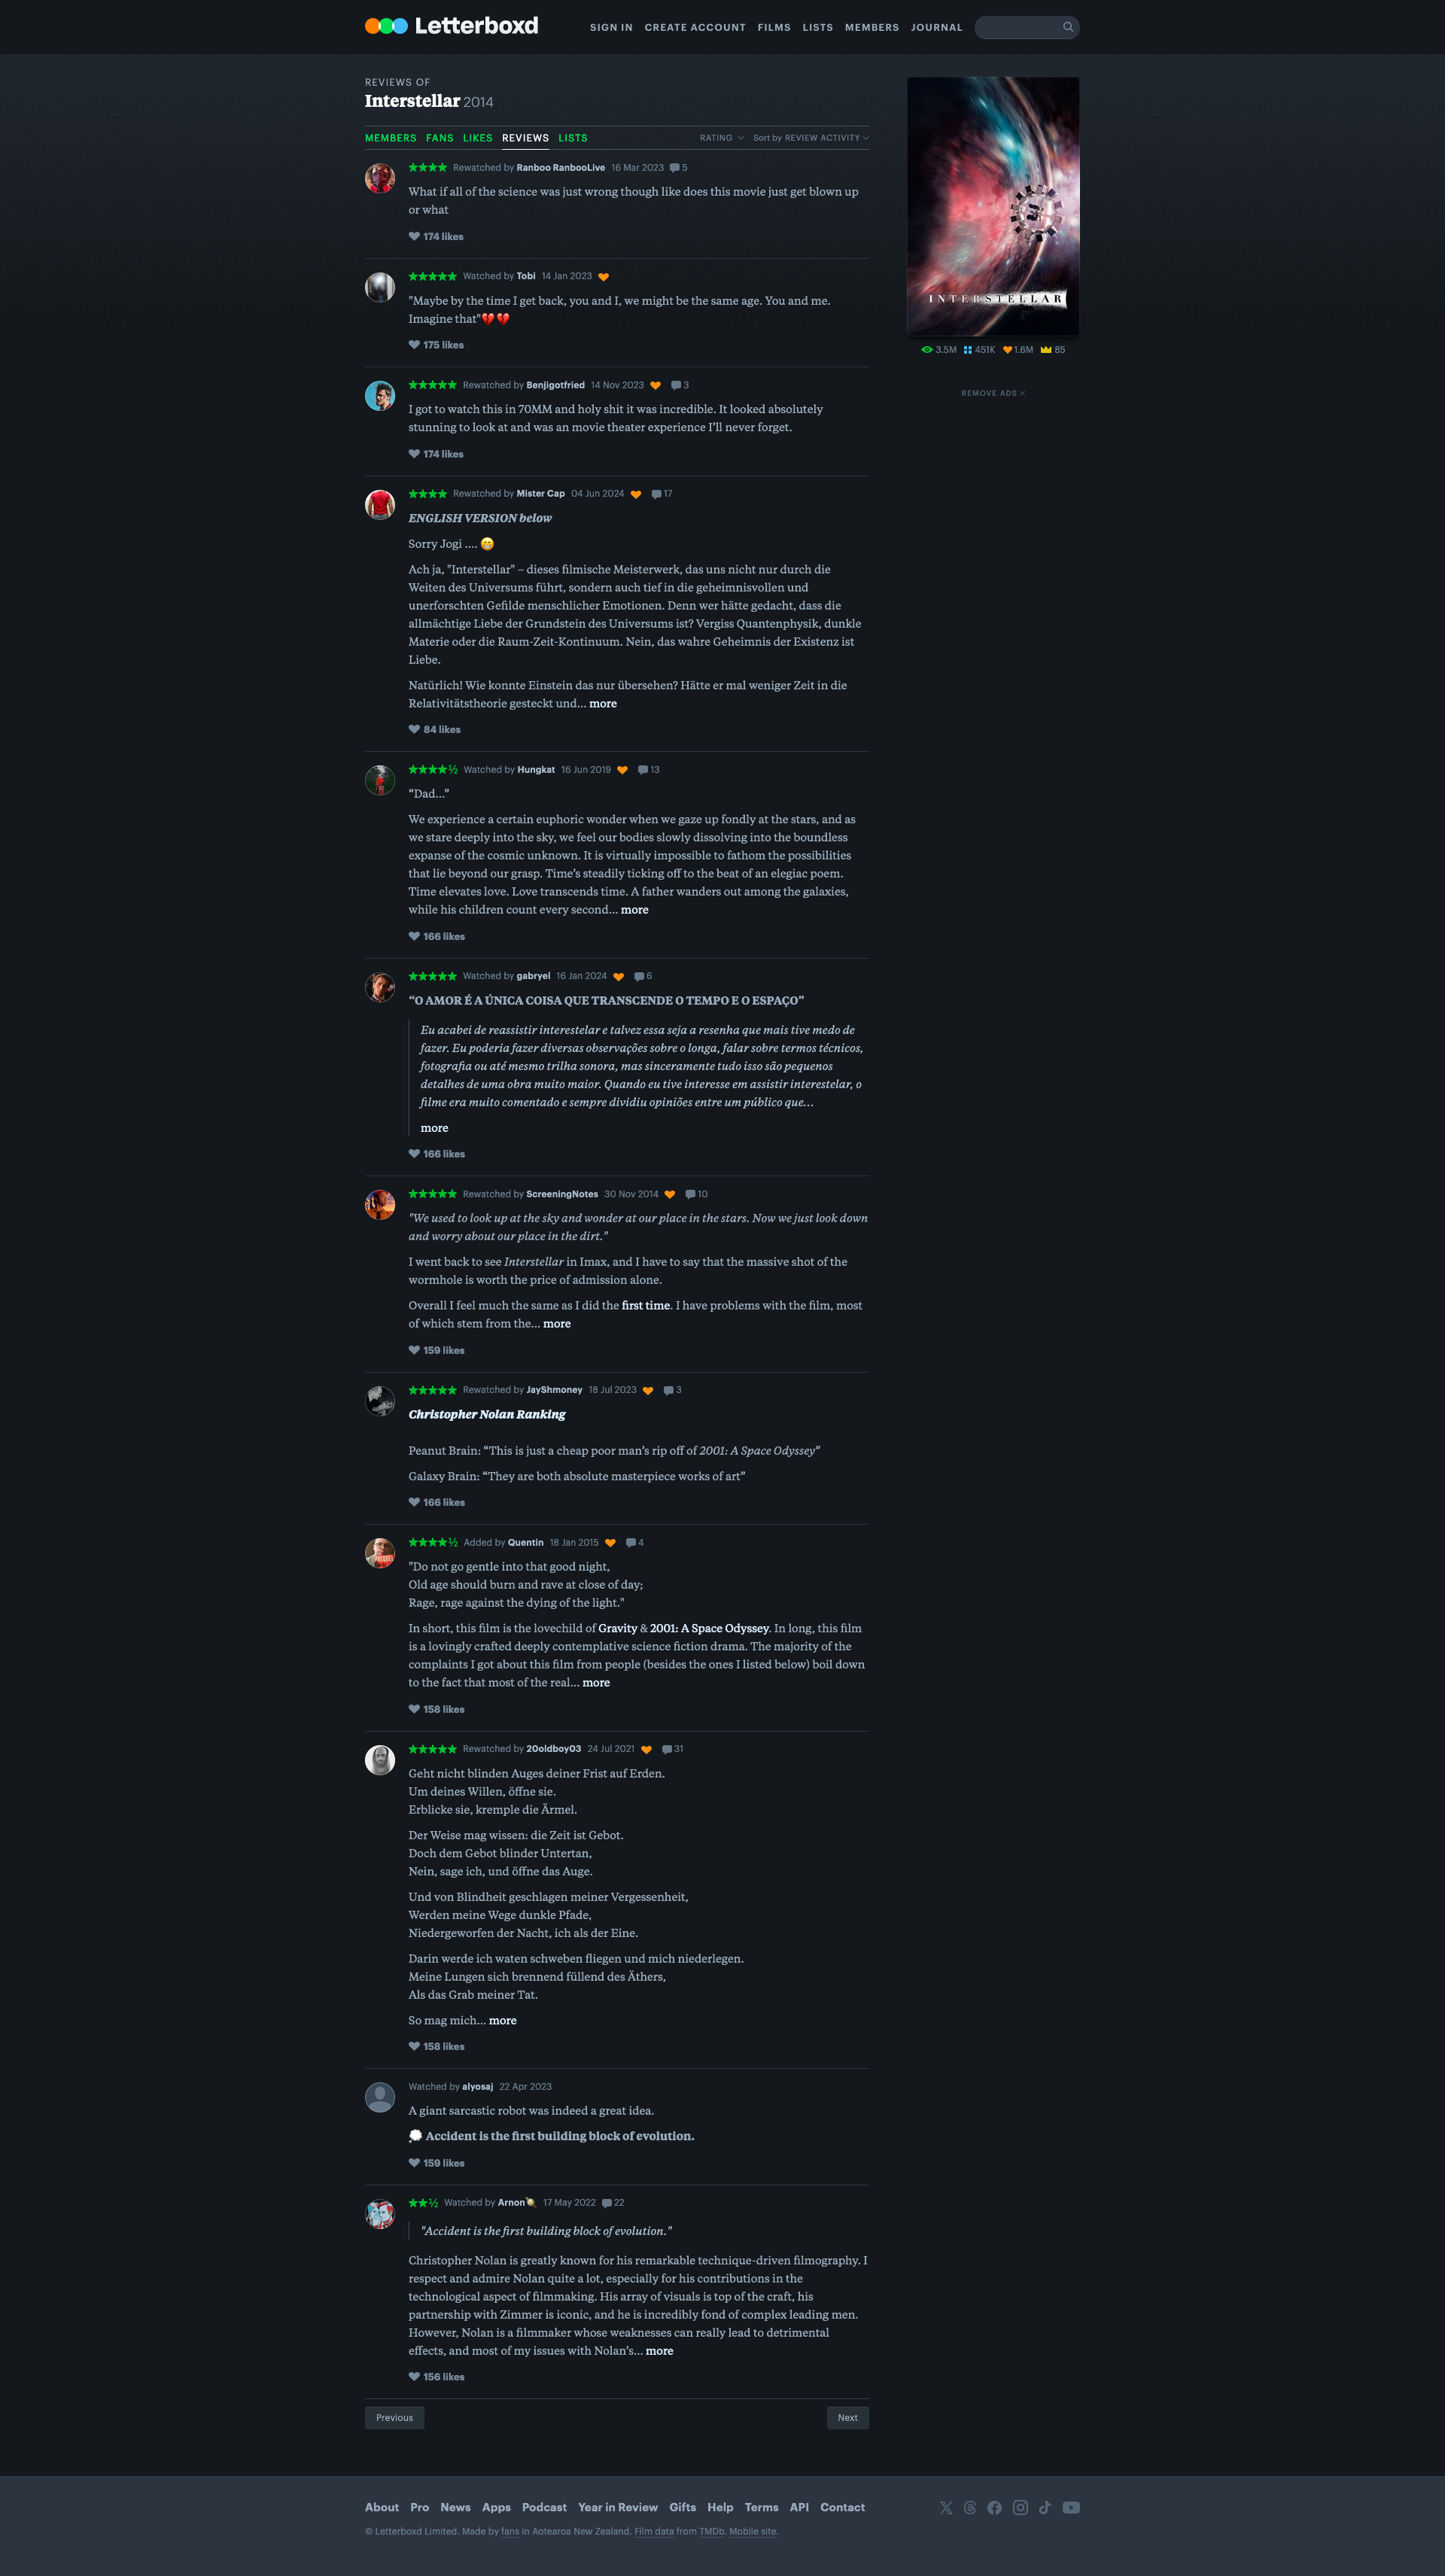 Letterboxd
SIGN IN CREATE ACCOUNT FILMS LISTS MEMBERS JOURNAL
REVIEWS OF
Interstellar 2014
MEMBERS FANS LIKES REVIEWS LISTS
RATING Sort by REVIEW ACTIVITY
★★★★ Rewatched by Ranboo RanbooLive 16 Mar 2023 5
What if all of the science was just wrong though like does this movie just get blown up
or what
174 likes
★★★★★ Watched by Tobi 14 Jan 2023
"Maybe by the time I get back, you and I, we might be the same age. You and me.
Imagine that"💔💔
175 likes
★★★★★ Rewatched by Benjigotfried 14 Nov 2023 3
I got to watch this in 70MM and holy shit it was incredible. It looked absolutely
stunning to look at and was an movie theater experience I’ll never forget.
174 likes
★★★★ Rewatched by Mister Cap 04 Jun 2024 17
ENGLISH VERSION below
Sorry Jogi .... 😁
Ach ja, "Interstellar" – dieses filmische Meisterwerk, das uns nicht nur durch die
Weiten des Universums führt, sondern auch tief in die geheimnisvollen und
unerforschten Gefilde menschlicher Emotionen. Denn wer hätte gedacht, dass die
allmächtige Liebe der Grundstein des Universums ist? Vergiss Quantenphysik, dunkle
Materie oder die Raum-Zeit-Kontinuum. Nein, das wahre Geheimnis der Existenz ist
Liebe.
Natürlich! Wie konnte Einstein das nur übersehen? Hätte er mal weniger Zeit in die
Relativitätstheorie gesteckt und… more
84 likes
★★★★½ Watched by Hungkat 16 Jun 2019 13
“Dad…”
We experience a certain euphoric wonder when we gaze up fondly at the stars, and as
we stare deeply into the sky, we feel our bodies slowly dissolving into the boundless
expanse of the cosmic unknown. It is virtually impossible to fathom the possibilities
that lie beyond our grasp. Time’s steadily ticking off to the beat of an elegiac poem.
Time elevates love. Love transcends time. A father wanders out among the galaxies,
while his children count every second… more
166 likes
★★★★★ Watched by gabryel 16 Jan 2024 6
“O AMOR É A ÚNICA COISA QUE TRANSCENDE O TEMPO E O ESPAÇO”
Eu acabei de reassistir interestelar e talvez essa seja a resenha que mais tive medo de
fazer. Eu poderia fazer diversas observações sobre o longa, falar sobre termos técnicos,
fotografia ou até mesmo trilha sonora, mas sinceramente tudo isso são pequenos
detalhes de uma obra muito maior. Quando eu tive interesse em assistir interestelar, o
filme era muito comentado e sempre dividiu opiniões entre um público que…
more
166 likes
★★★★★ Rewatched by ScreeningNotes 30 Nov 2014 10
"We used to look up at the sky and wonder at our place in the stars. Now we just look down
and worry about our place in the dirt."
I went back to see Interstellar in Imax, and I have to say that the massive shot of the
wormhole is worth the price of admission alone.
Overall I feel much the same as I did the first time. I have problems with the film, most
of which stem from the… more
159 likes
★★★★★ Rewatched by JayShmoney 18 Jul 2023 3
Christopher Nolan Ranking
Peanut Brain: “This is just a cheap poor man’s rip off of 2001: A Space Odyssey”
Galaxy Brain: “They are both absolute masterpiece works of art”
166 likes
★★★★½ Added by Quentin 18 Jan 2015 4
"Do not go gentle into that good night,
Old age should burn and rave at close of day;
Rage, rage against the dying of the light."
In short, this film is the lovechild of Gravity & 2001: A Space Odyssey. In long, this film
is a lovingly crafted deeply contemplative science fiction drama. The majority of the
complaints I got about this film from people (besides the ones I listed below) boil down
to the fact that most of the real… more
158 likes
★★★★★ Rewatched by 20oldboy03 24 Jul 2021 31
Geht nicht blinden Auges deiner Frist auf Erden.
Um deines Willen, öffne sie.
Erblicke sie, kremple die Ärmel.
Der Weise mag wissen: die Zeit ist Gebot.
Doch dem Gebot blinder Untertan,
Nein, sage ich, und öffne das Auge.
Und von Blindheit geschlagen meiner Vergessenheit,
Werden meine Wege dunkle Pfade,
Niedergeworfen der Nacht, ich als der Eine.
Darin werde ich waten schweben fliegen und mich niederlegen.
Meine Lungen sich brennend füllend des Äthers,
Als das Grab meiner Tat.
So mag mich… more
158 likes
Watched by alyosaj 22 Apr 2023
A giant sarcastic robot was indeed a great idea.
💭 Accident is the first building block of evolution.
159 likes
★★½ Watched by Arnon 17 May 2022 22
"Accident is the first building block of evolution."
Christopher Nolan is greatly known for his remarkable technique-driven filmography. I
respect and admire Nolan quite a lot, especially for his contributions in the
technological aspect of filmmaking. His array of visuals is top of the craft, his
partnership with Zimmer is iconic, and he is incredibly fond of complex leading men.
However, Nolan is a filmmaker whose weaknesses can really lead to detrimental
effects, and most of my issues with Nolan’s… more
156 likes
Previous Next
INTERSTELLAR
3.5M 451K 1.6M 85
REMOVE ADS
About Pro News Apps Podcast Year in Review Gifts Help Terms API Contact
© Letterboxd Limited. Made by fans in Aotearoa New Zealand. Film data from TMDb. Mobile site.